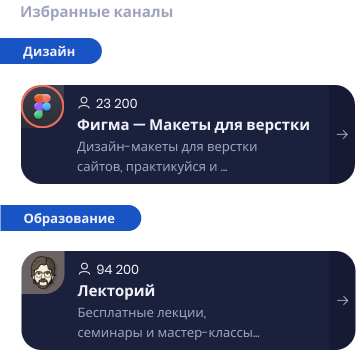 Избранные каналы
Дизайн
23 200
Фигма — Макеты для верстки
Дизайн-макеты для верстки
сайтов, практикуйся и ...
Образование
94 200
Лекторий
Бесплатные лекции,
семинары и мастер-классы...